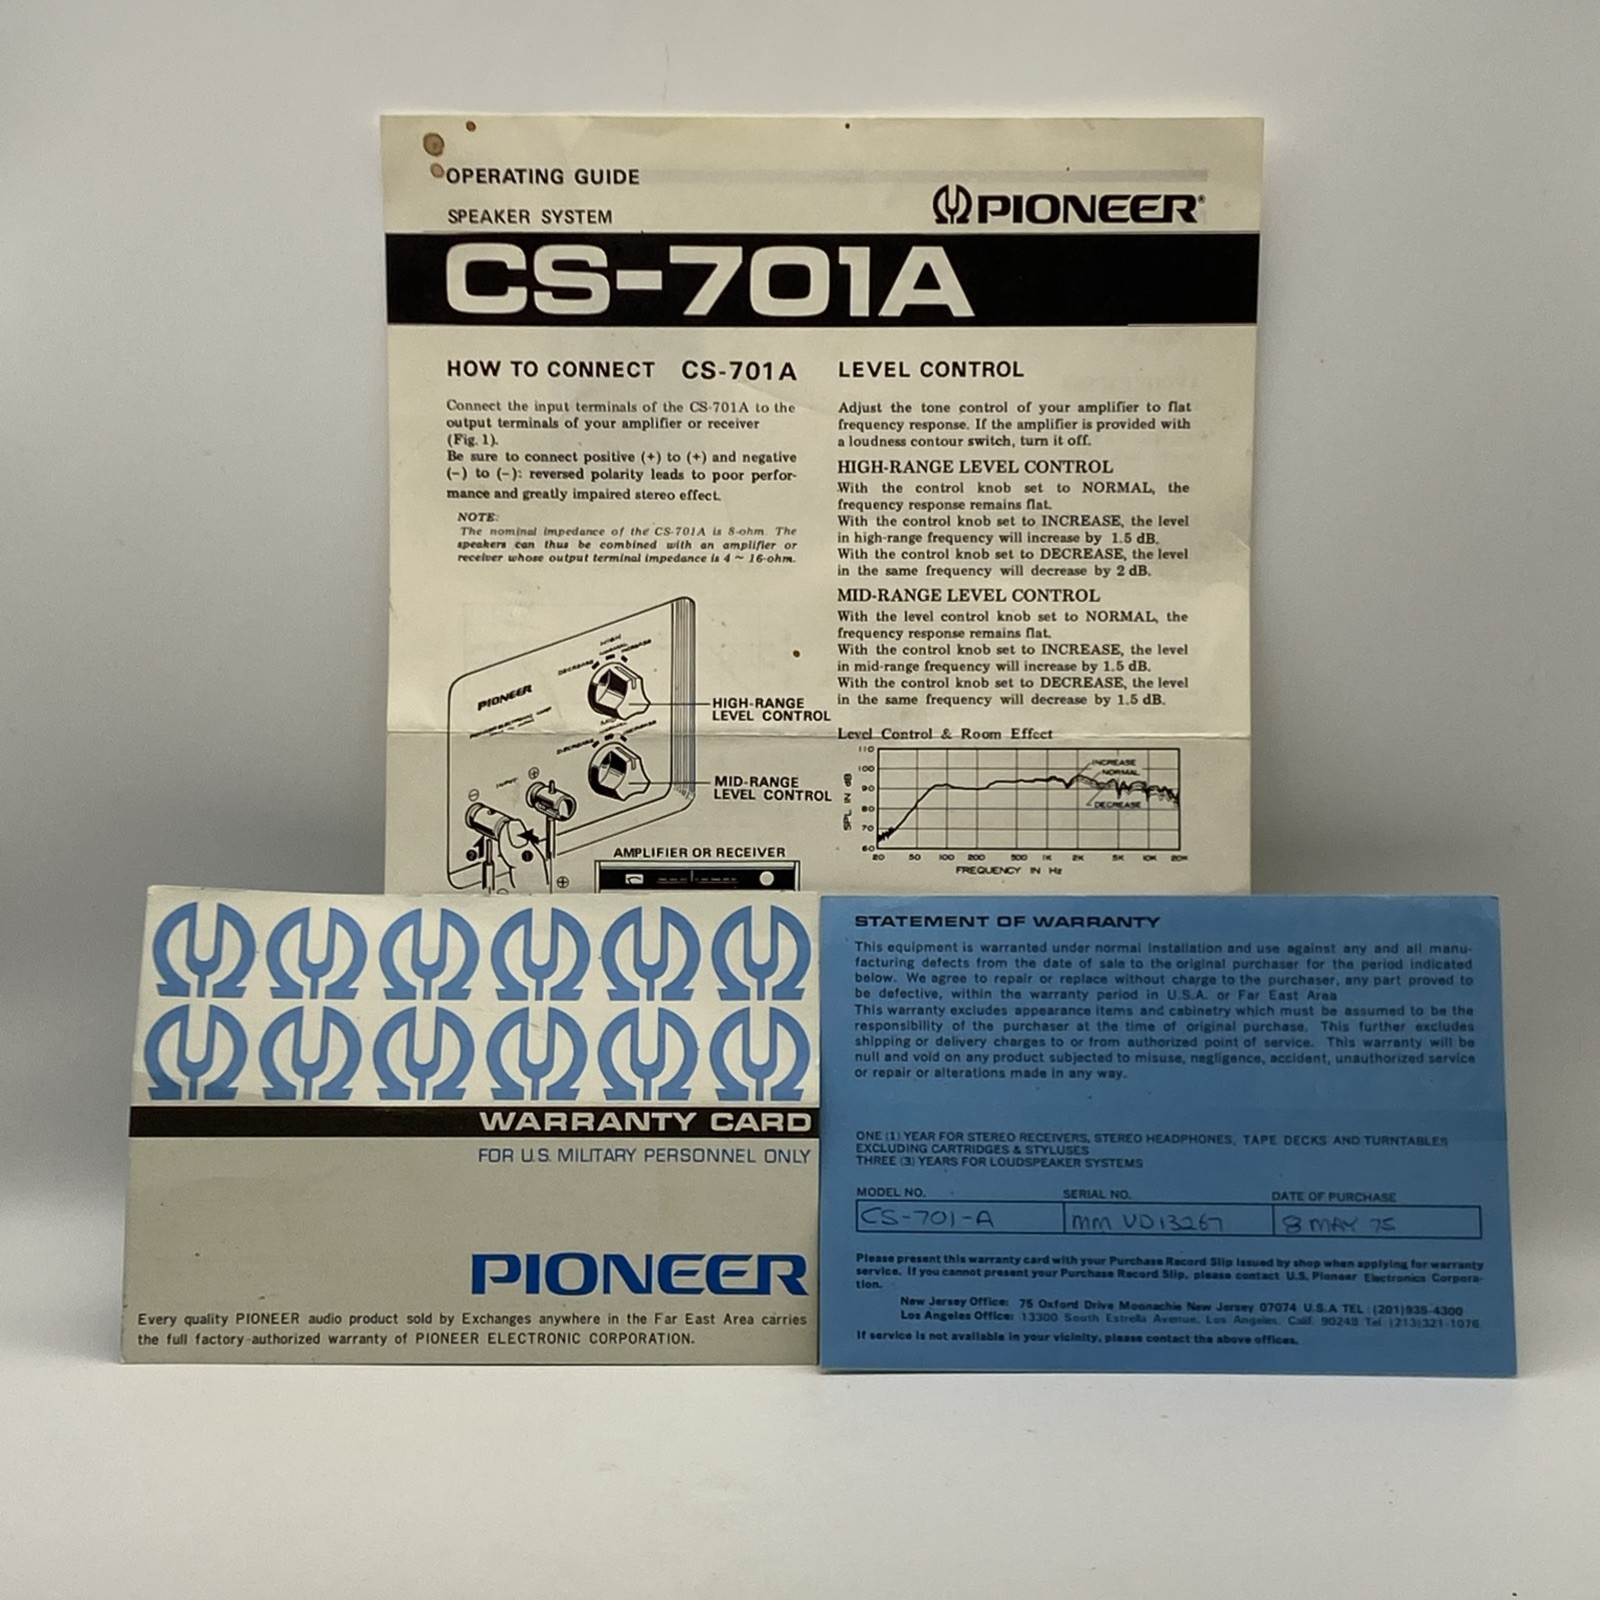 OPERATING GUIDE
SPEAKER SYSTEM
PIONEER®
CS-701A
HOW TO CONNECT CS-701A
Connect the input terminals of the CS-701A to the
output terminals of your amplifier or receiver
(Fig. 1).
Be sure to connect positive (+) to (+) and negative
(−) to (−): reversed polarity leads to poor perfor-
mance and greatly impaired stereo effect.
NOTE:
The nominal impedance of the CS-701A is 8-ohm. The
speakers can thus be combined with an amplifier or
receiver whose output terminal impedance is 4 ~ 16-ohm.
HIGH
NORMAL
DECREASE
INCREASE
PIONEER
HIGH-RANGE
LEVEL CONTROL
DECREASE
INCREASE
MID-RANGE
LEVEL CONTROL
INPUT
⊕
⊖
2
1
AMPLIFIER OR RECEIVER
⊕
LEVEL CONTROL
Adjust the tone control of your amplifier to flat
frequency response. If the amplifier is provided with
a loudness contour switch, turn it off.
HIGH-RANGE LEVEL CONTROL
With the control knob set to NORMAL, the
frequency response remains flat.
With the control knob set to INCREASE, the level
in high-range frequency will increase by 1.5 dB.
With the control knob set to DECREASE, the level
in the same frequency will decrease by 2 dB.
MID-RANGE LEVEL CONTROL
With the level control knob set to NORMAL, the
frequency response remains flat.
With the control knob set to INCREASE, the level
in mid-range frequency will increase by 1.5 dB.
With the control knob set to DECREASE, the level
in the same frequency will decrease by 1.5 dB.
Level Control & Room Effect
SPL IN dB
110
100
90
80
70
60
INCREASE
NORMAL
DECREASE
20 50 100 200 500 1K 2K 5K 10K 20K
FREQUENCY IN Hz
WARRANTY CARD
FOR U.S. MILITARY PERSONNEL ONLY
PIONEER
Every quality PIONEER audio product sold by Exchanges anywhere in the Far East Area carries
the full factory-authorized warranty of PIONEER ELECTRONIC CORPORATION.
STATEMENT OF WARRANTY
This equipment is warranted under normal installation and use against any and all manu-
facturing defects from the date of sale to the original purchaser for the period indicated
below. We agree to repair or replace without charge to the purchaser, any part proved to
be defective, within the warranty period in U.S.A. or Far East Area
This warranty excludes appearance items and cabinetry which must be assumed to be the
responsibility of the purchaser at the time of original purchase. This further excludes
shipping or delivery charges to or from authorized point of service. This warranty will be
null and void on any product subjected to misuse, negligence, accident, unauthorized service
or repair or alterations made in any way.
ONE (1) YEAR FOR STEREO RECEIVERS, STEREO HEADPHONES, TAPE DECKS AND TURNTABLES
EXCLUDING CARTRIDGES & STYLUSES
THREE (3) YEARS FOR LOUDSPEAKER SYSTEMS
MODEL NO. SERIAL NO. DATE OF PURCHASE
CS-701-A MM VD13267 8 MAY 75
Please present this warranty card with your Purchase Record Slip issued by shop when applying for warranty
service. If you cannot present your Purchase Record Slip, please contact U.S. Pioneer Electronics Corpora-
tion.
New Jersey Office: 75 Oxford Drive Moonachie New Jersey 07074 U.S.A TEL: (201)935-4300
Los Angeles Office: 13300 South Estrella Avenue, Los Angeles, Calif. 90248 Tel (213)321-1076
If service is not available in your vicinity, please contact the above offices.